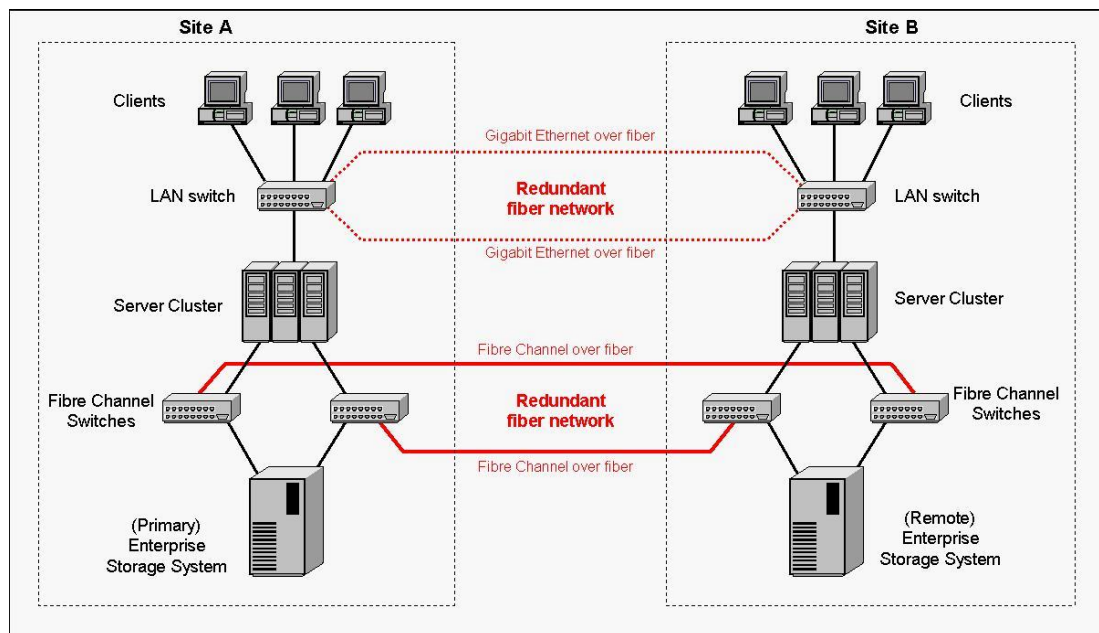 Site A
Site B
Clients
Clients
Gigabit Ethernet over fiber
LAN switch
Redundant
fiber network
LAN switch
Gigabit Ethernet over fiber
Server Cluster
Server Cluster
Fibre Channel over fiber
Fibre Channel
Switches
Redundant
fiber network
Fibre Channel
Switches
Fibre Channel over fiber
(Primary)
Enterprise
Storage System
(Remote)
Enterprise
Storage System